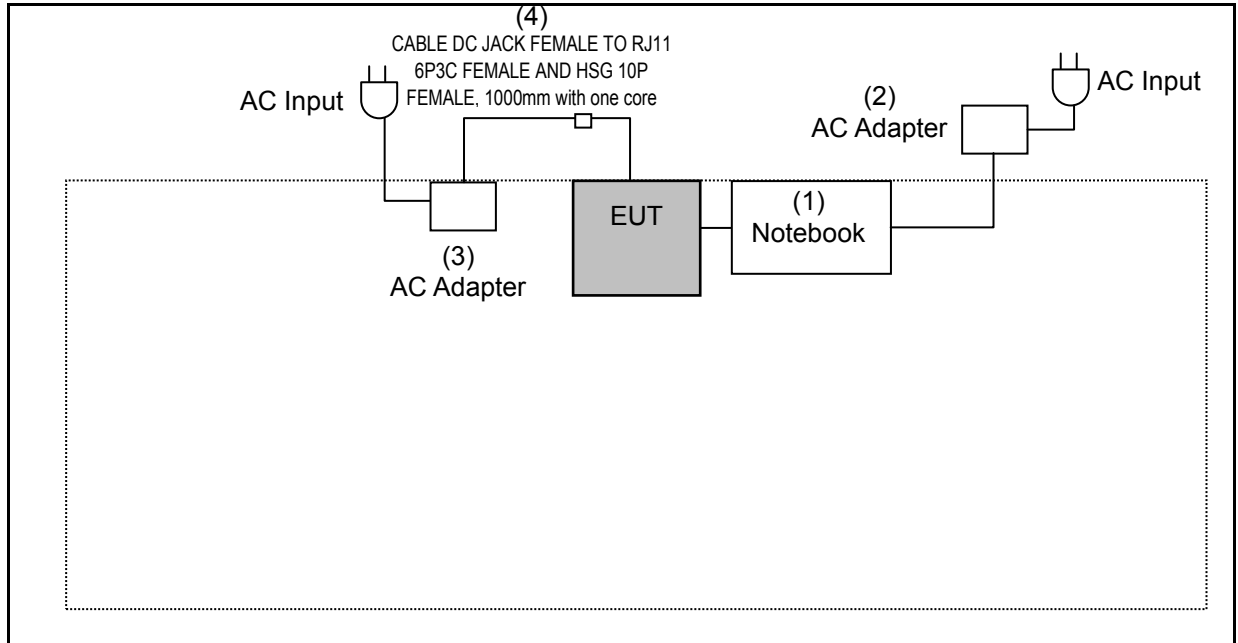 (4)
CABLE DC JACK FEMALE TO RJ11
6P3C FEMALE AND HSG 10P
FEMALE, 1000mm with one core
AC Input
(2)
AC Adapter
AC Input
(3)
AC Adapter
EUT
(1)
Notebook